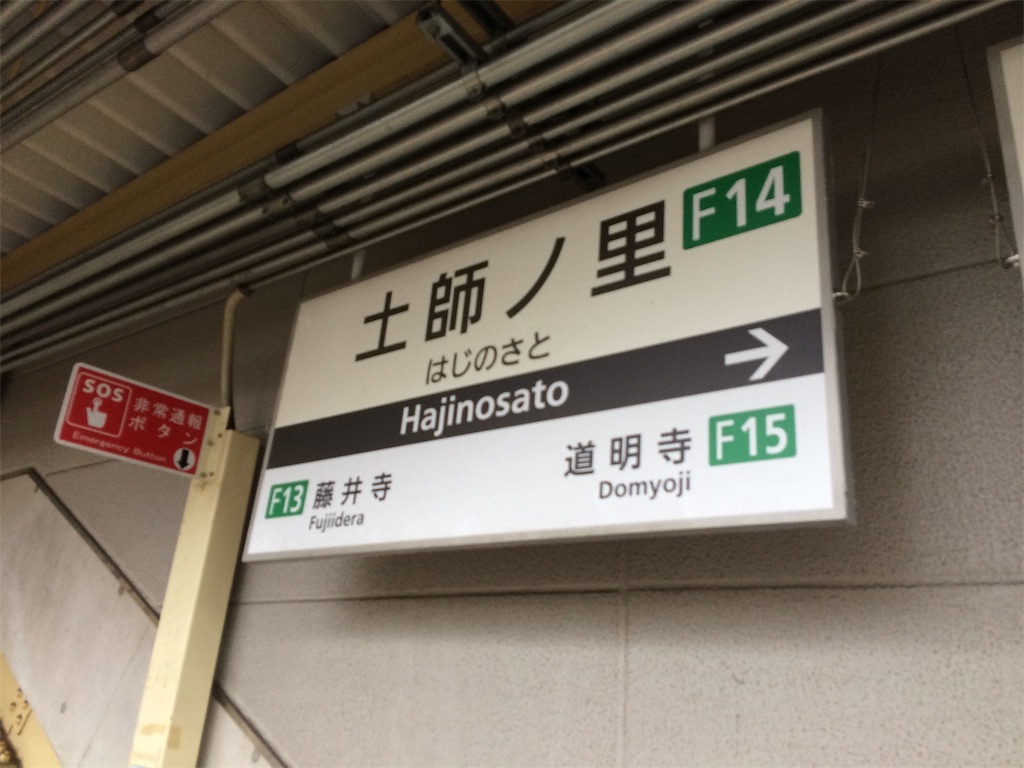 土師ノ里 F14
はじのさと
Hajinosato →
F13 藤井寺
Fujiidera
道明寺 F15
Domyoji
SOS
非常通報
ボタン
Emergency Button